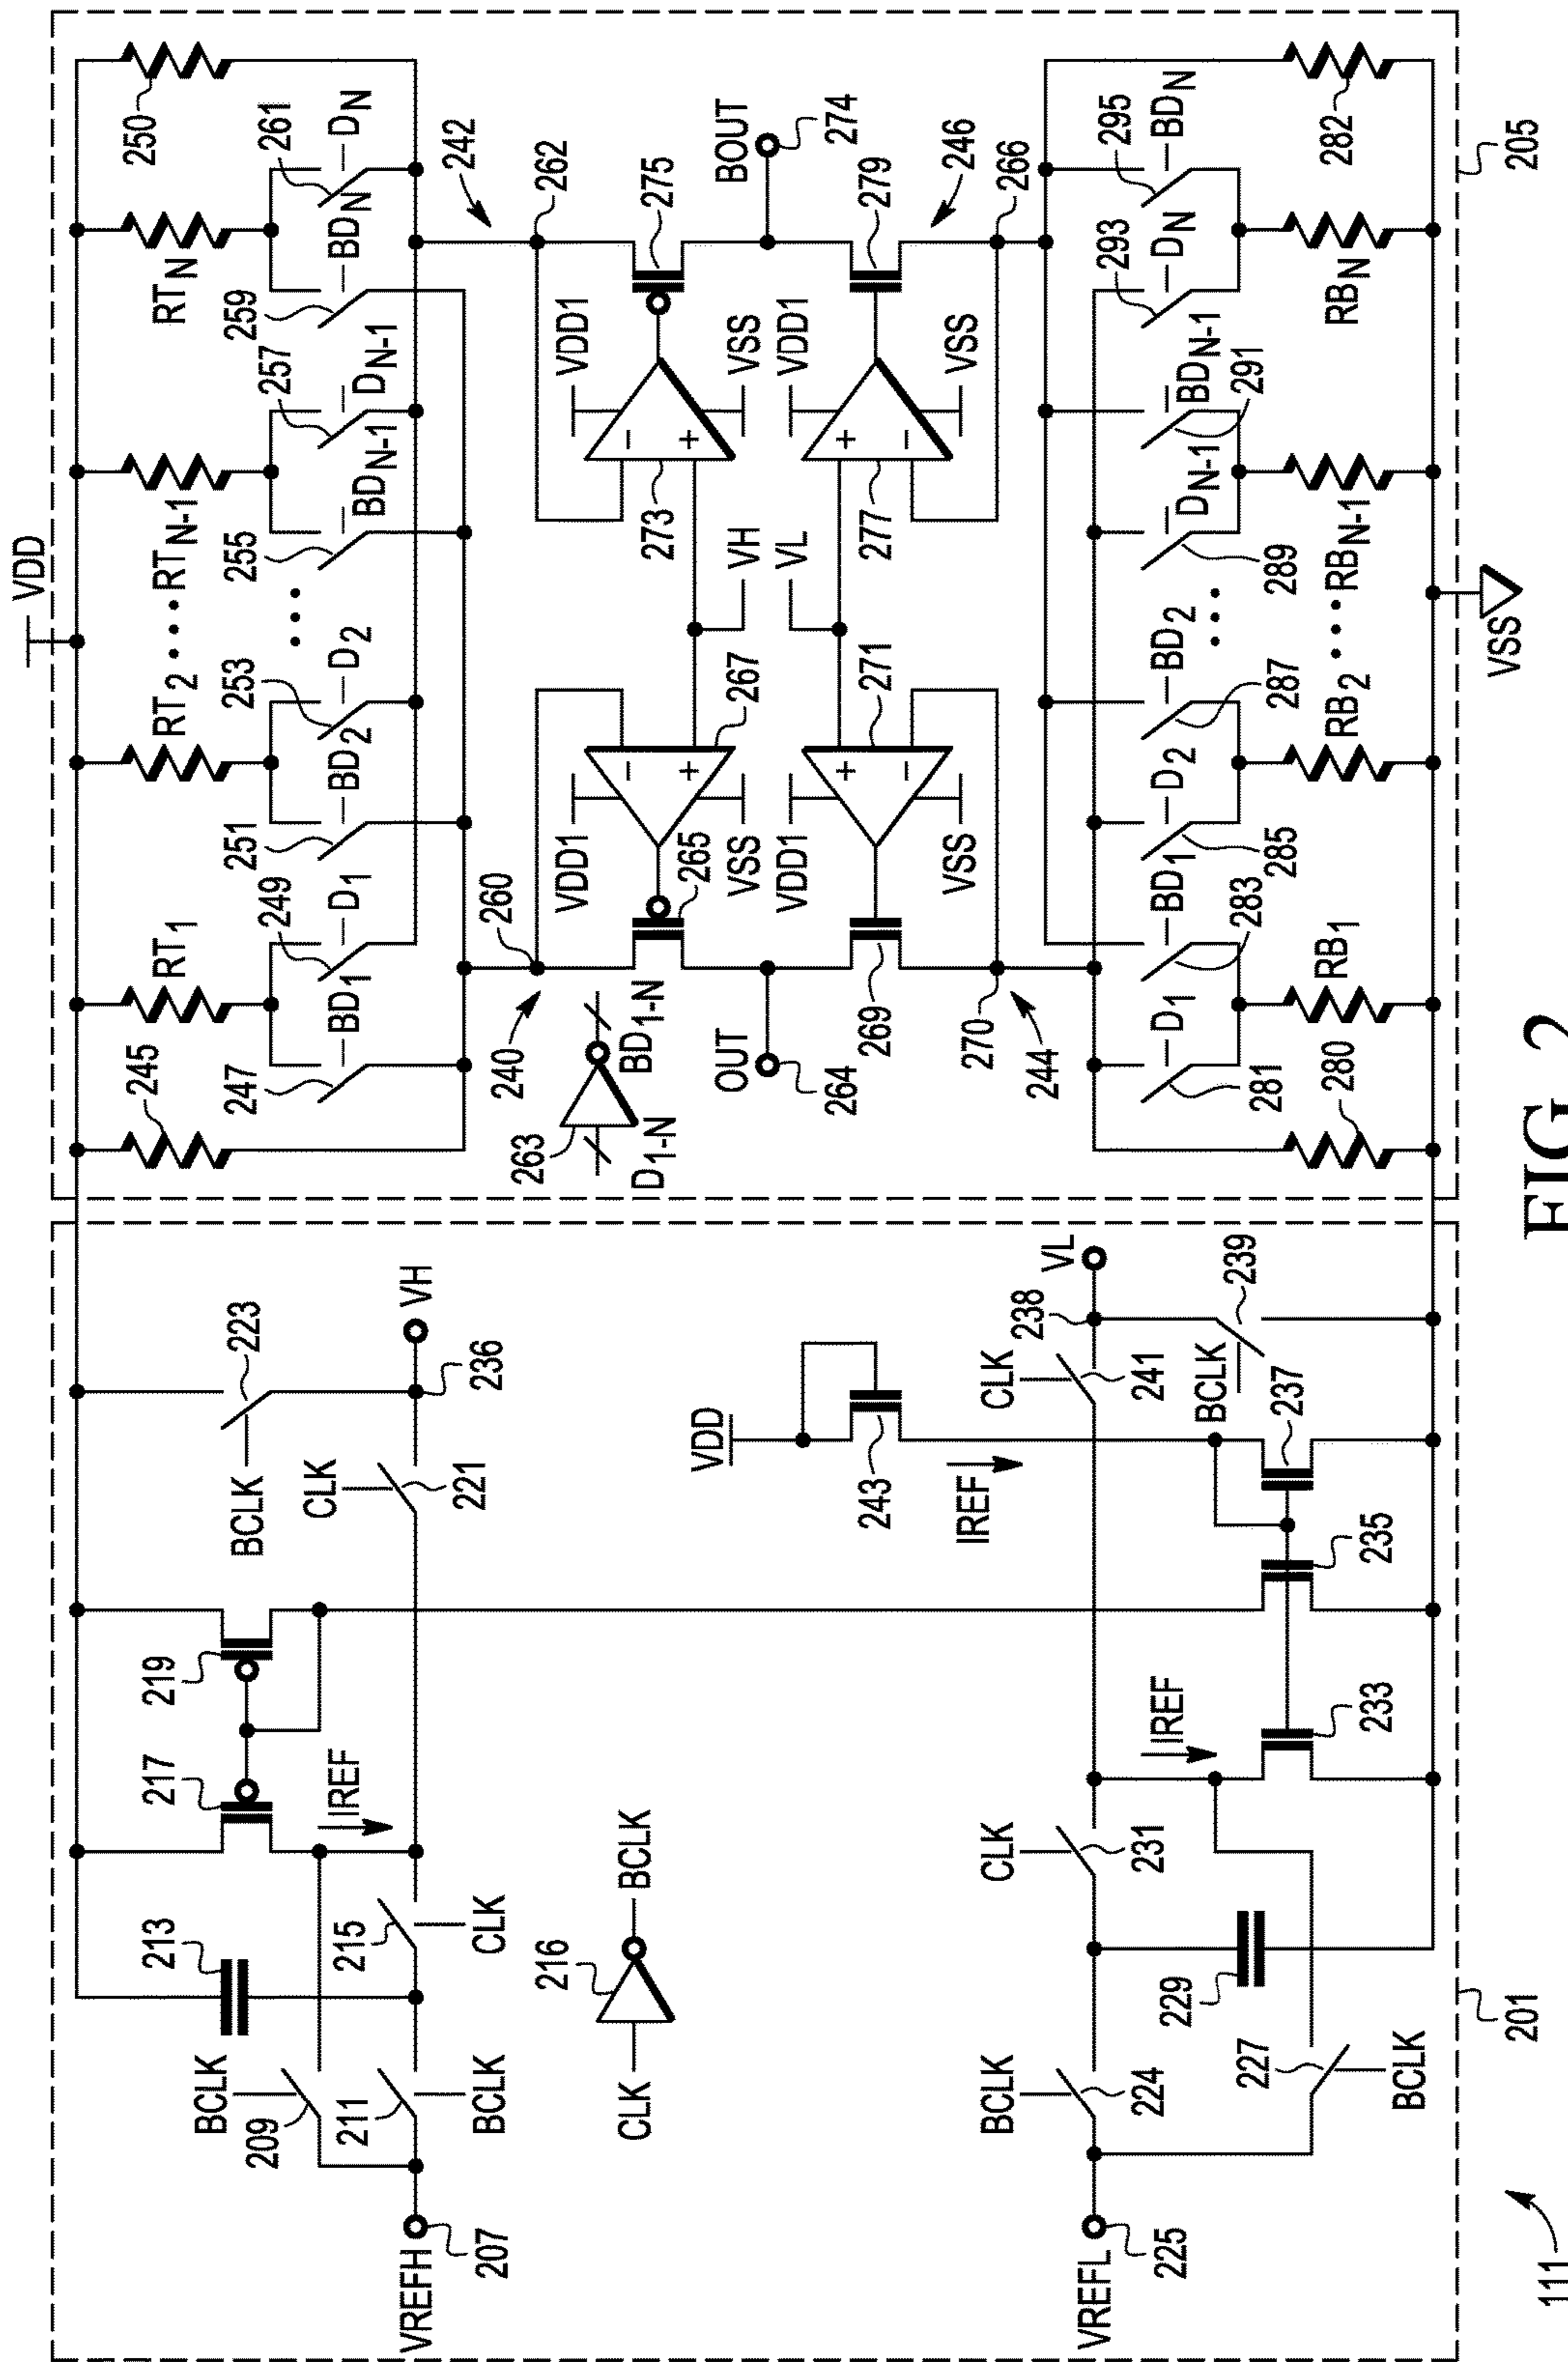 VDD
RT1
RT2
RTN-1
RTN
245
247
BD1
249
D1
251
BD2
253
D2
255
BDN-1
257
DN-1
259
BDN
261
DN
250
240
260
242
262
263
D1-N
BD1-N
VDD1
VSS
265
267
VDD1
VSS
273
275
VH
VL
OUT
264
BOUT
274
VDD1
VSS
269
271
VDD1
VSS
277
279
270
244
246
266
280
281
D1
283
BD1
285
D2
287
BD2
289
DN-1
291
BDN-1
293
DN
295
BDN
282
RB1
RB2
RBN-1
RBN
VSS
205
VREFH
207
BCLK
209
211
BCLK
213
215
CLK
217
IREF
219
BCLK
223
CLK
221
VH
236
CLK
216
BCLK
VREFL
225
BCLK
224
227
BCLK
229
CLK
231
IREF
233
235
VDD
243
IREF
237
CLK
241
238
VL
BCLK
239
201
111
FIG. 2